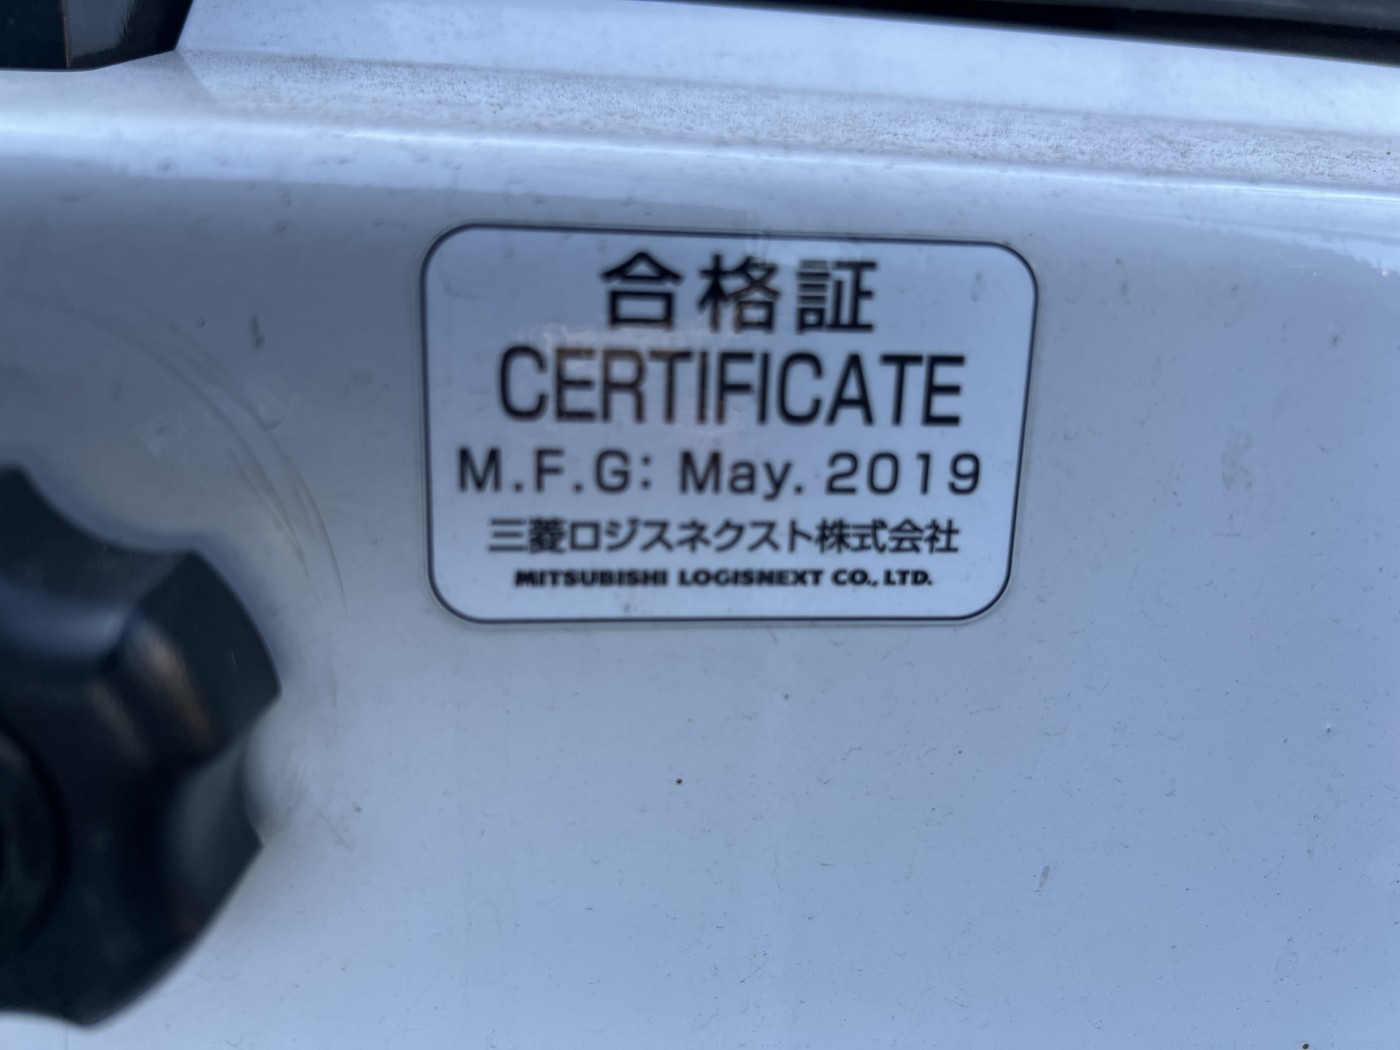 合格証
CERTIFICATE
M.F.G: May. 2019
三菱ロジスネクスト株式会社
MITSUBISHI LOGISNEXT CO., LTD.